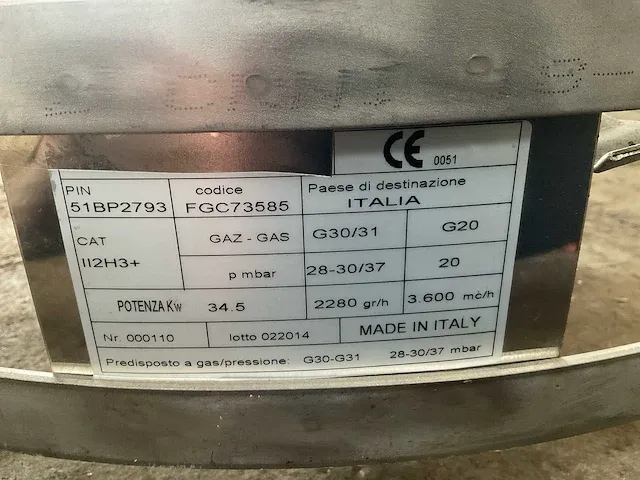 CE 0051
PIN codice Paese di destinazione
51BP2793 FGC73585 ITALIA
CAT GAZ - GAS G30/31 G20
II2H3+ p mbar 28-30/37 20
POTENZA Kw 34.5 2280 gr/h 3.600 mc/h
Nr. 000110 lotto 022014 MADE IN ITALY
Predisposto a gas/pressione: G30-G31 28-30/37 mbar